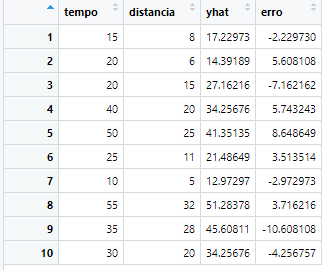 tempo distancia yhat erro
1 15 8 17.22973 -2.229730
2 20 6 14.39189 5.608108
3 20 15 27.16216 -7.162162
4 40 20 34.25676 5.743243
5 50 25 41.35135 8.648649
6 25 11 21.48649 3.513514
7 10 5 12.97297 -2.972973
8 55 32 51.28378 3.716216
9 35 28 45.60811 -10.608108
10 30 20 34.25676 -4.256757